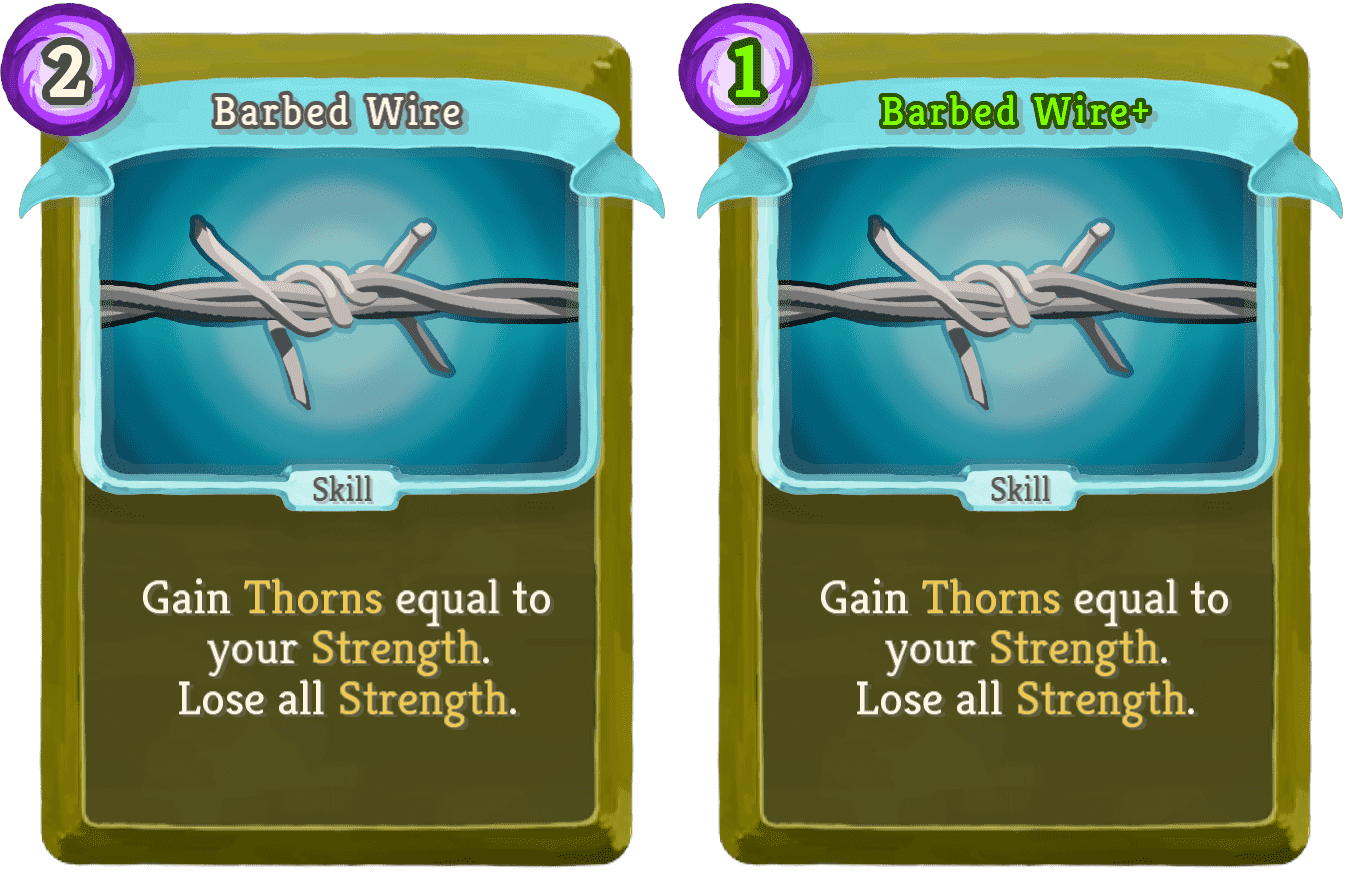 2
Barbed Wire
Skill
Gain Thorns equal to
your Strength.
Lose all Strength.
1
Barbed Wire+
Skill
Gain Thorns equal to
your Strength.
Lose all Strength.